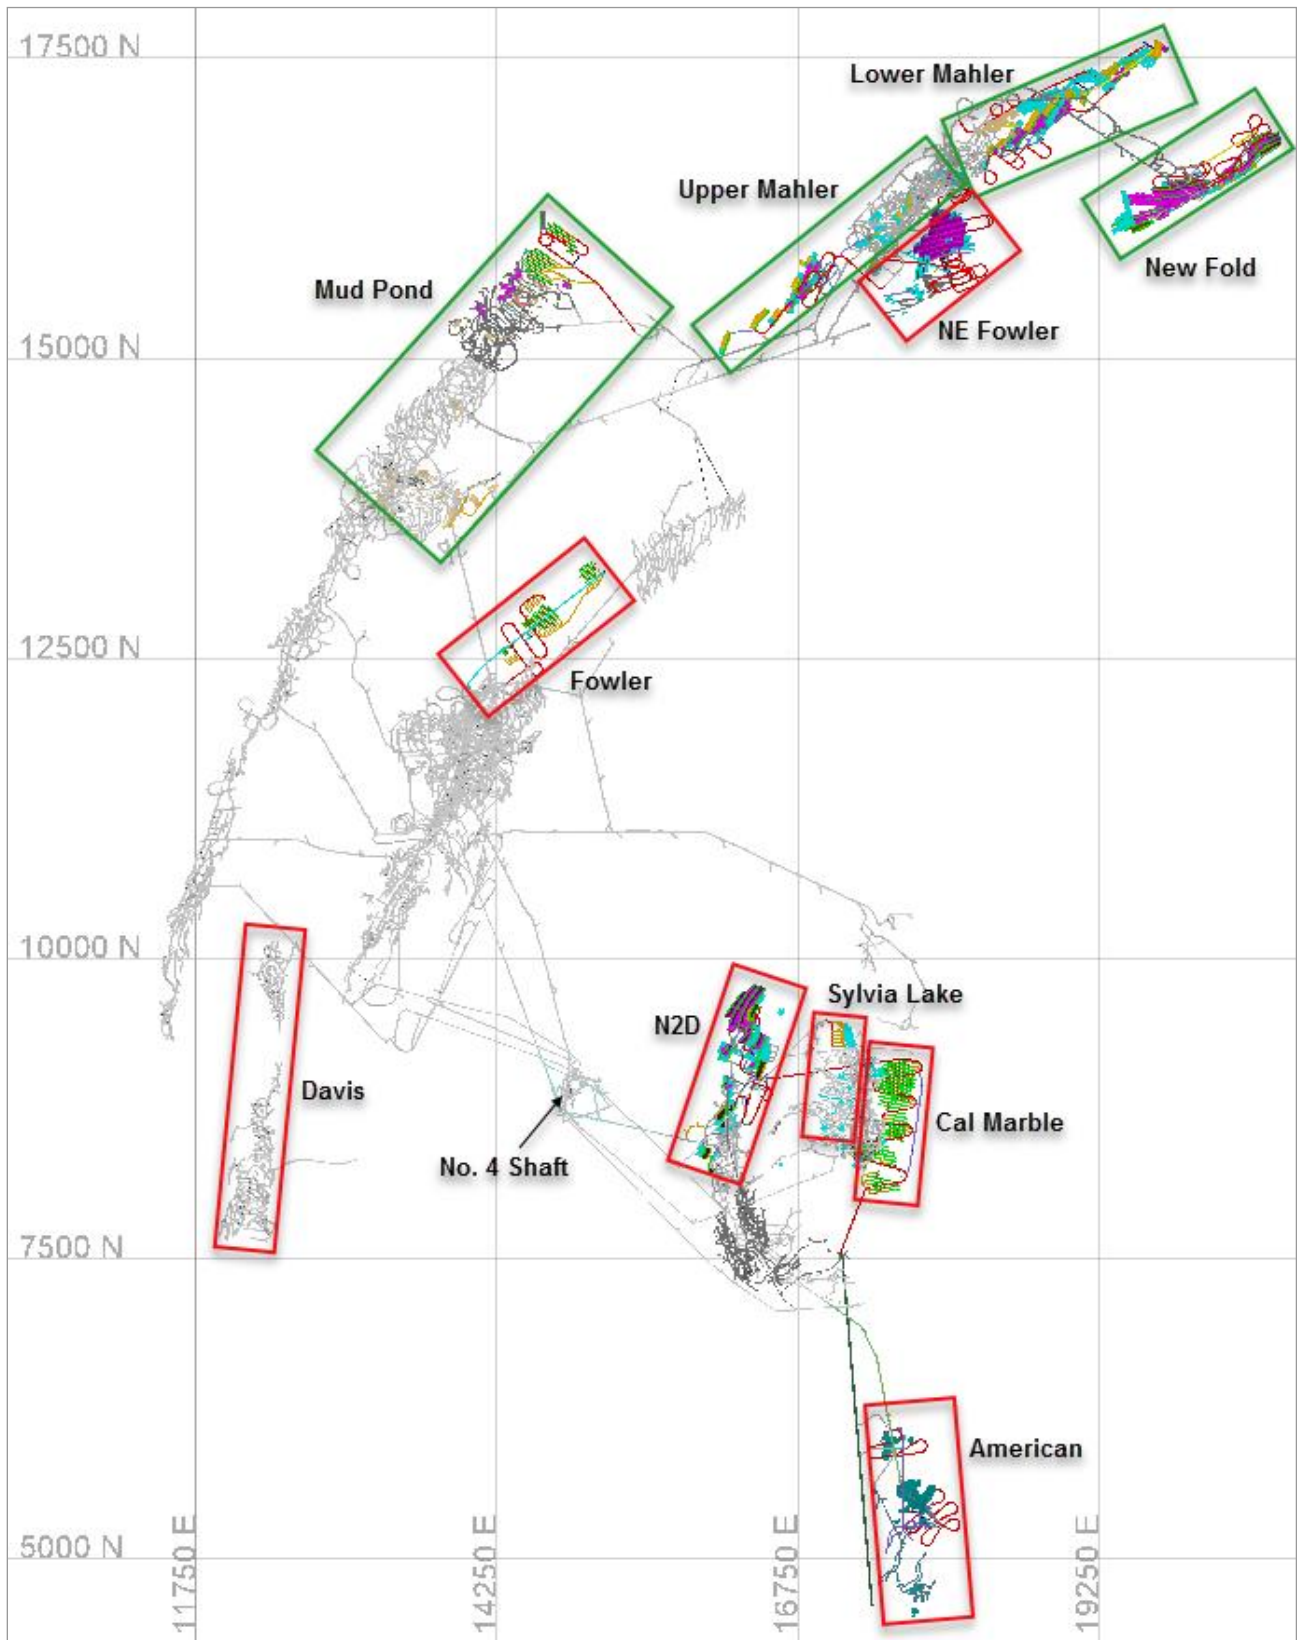 17500 N
Lower Mahler
Upper Mahler
New Fold
Mud Pond
NE Fowler
15000 N
12500 N
Fowler
10000 N
Sylvia Lake
N2D
Davis
Cal Marble
No. 4 Shaft
7500 N
American
5000 N
11750 E
14250 E
16750 E
19250 E